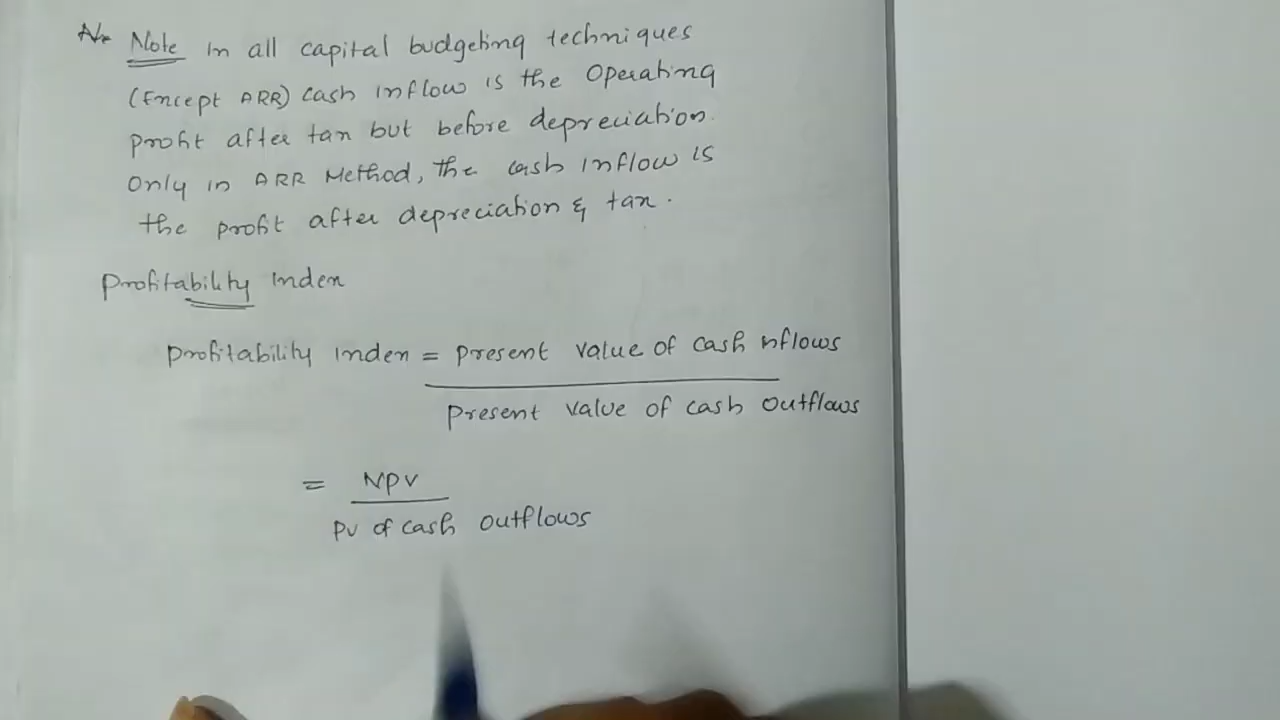 Note In all capital budgeting techniques
(Except ARR) cash inflow is the Operating
profit after tax but before depreciation.
Only in ARR Method, the cash inflow is
the profit after depreciation & tax.
Profitability Index
Profitability Index = Present value of cash nflows
Present value of cash Outflows
= NPV
PV of cash outflows